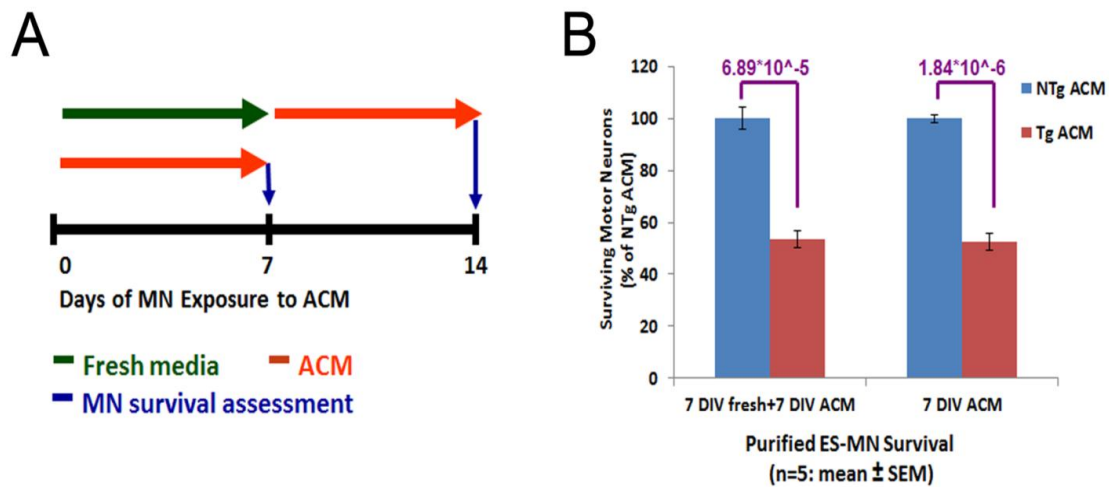 A
0
7
14
Days of MN Exposure to ACM
Fresh media
ACM
MN survival assessment
B
6.89*10^-5
1.84*10^-6
120
100
80
60
40
20
0
Surviving Motor Neurons
(% of NTg ACM)
NTg ACM
Tg ACM
7 DIV fresh+7 DIV ACM
7 DIV ACM
Purified ES-MN Survival
(n=5: mean ± SEM)